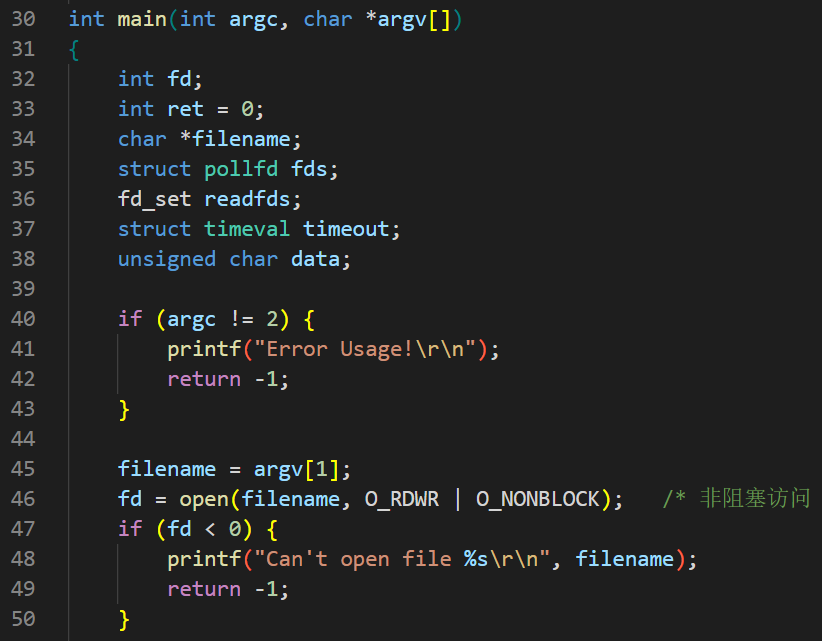 30 int main(int argc, char *argv[])
31 {
32     int fd;
33     int ret = 0;
34     char *filename;
35     struct pollfd fds;
36     fd_set readfds;
37     struct timeval timeout;
38     unsigned char data;
39
40     if (argc != 2) {
41         printf("Error Usage!\r\n");
42         return -1;
43     }
44
45     filename = argv[1];
46     fd = open(filename, O_RDWR | O_NONBLOCK);   /* 非阻塞访问
47     if (fd < 0) {
48         printf("Can't open file %s\r\n", filename);
49         return -1;
50     }